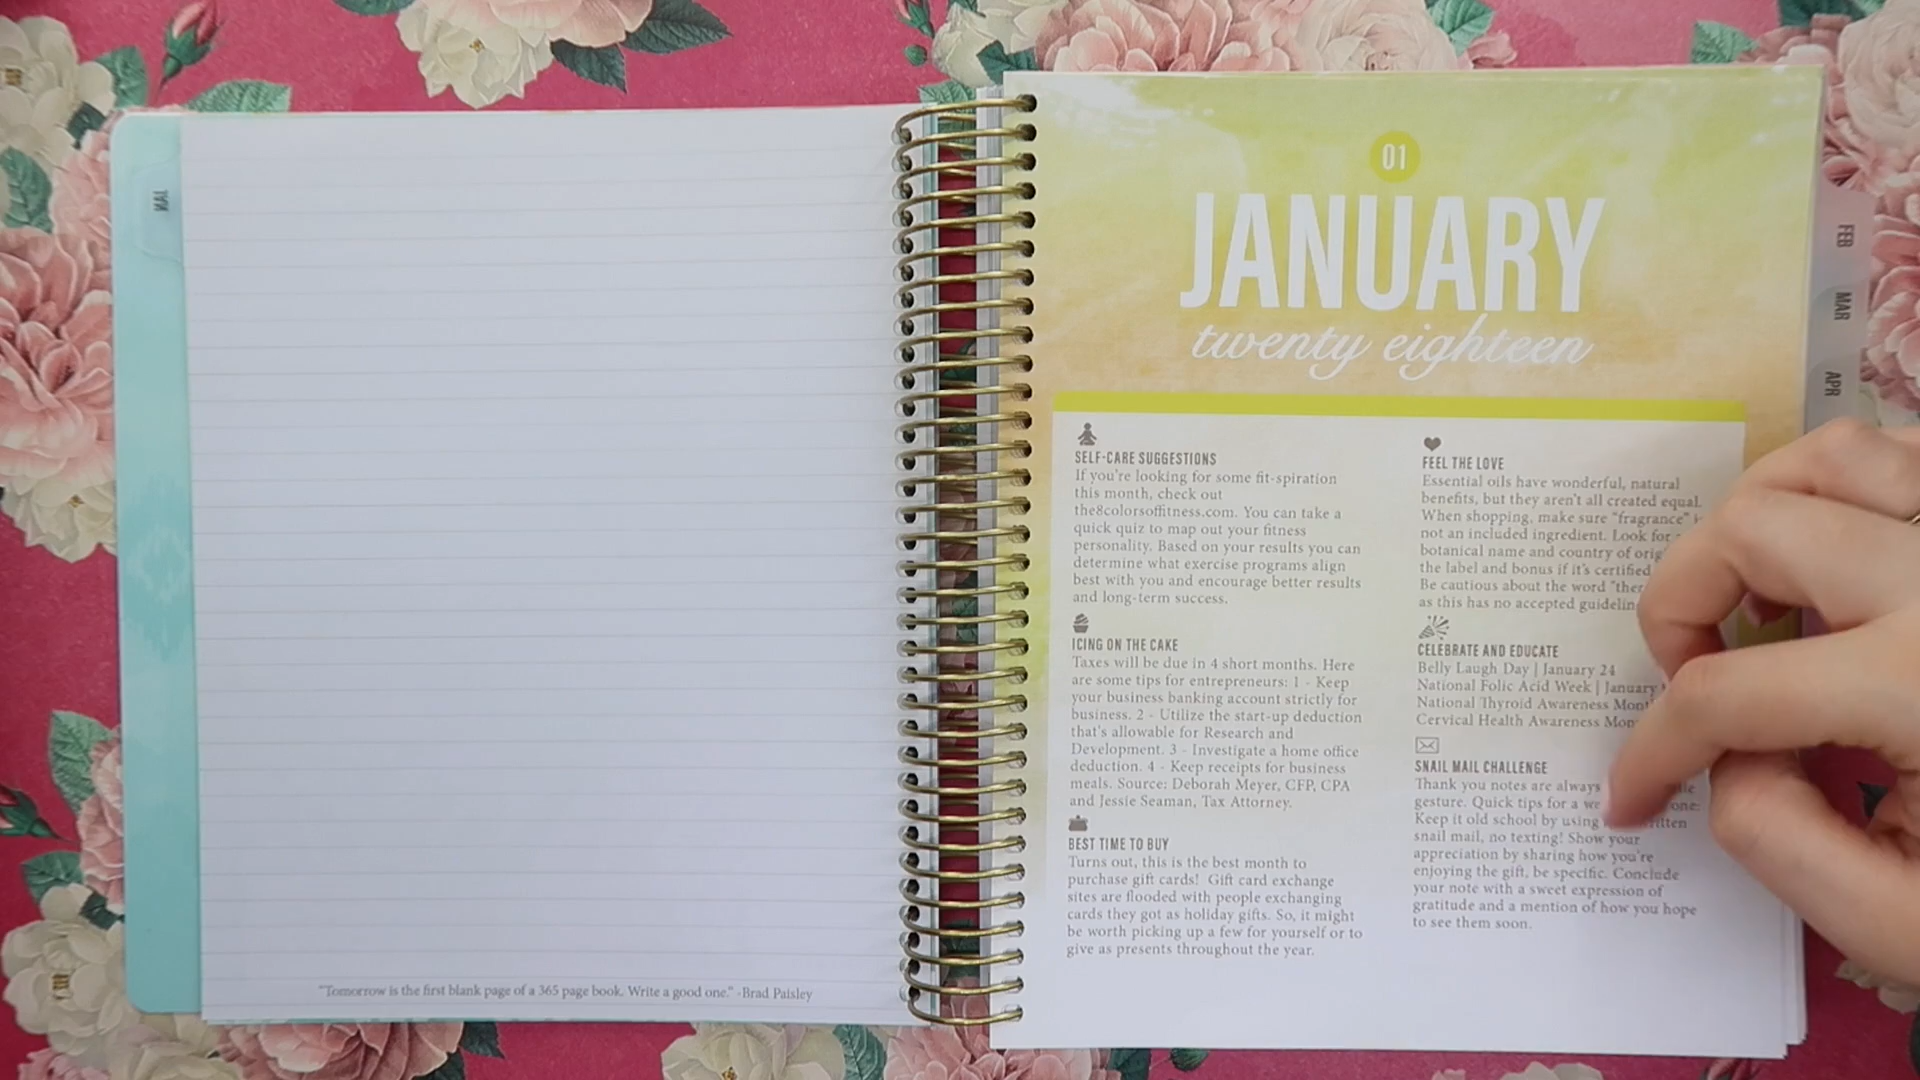 JAN
"Tomorrow is the first blank page of a 365 page book. Write a good one." -Brad Paisley
01
JANUARY
twenty eighteen
SELF-CARE SUGGESTIONS
If you're looking for some fit-spiration
this month, check out
the8colorsoffitness.com. You can take a
quick quiz to map out your fitness
personality. Based on your results you can
determine what exercise programs align
best with you and encourage better results
and long-term success.
ICING ON THE CAKE
Taxes will be due in 4 short months. Here
are some tips for entrepreneurs: 1 - Keep
your business banking account strictly for
business. 2 - Utilize the start-up deduction
that's allowable for Research and
Development. 3 - Investigate a home office
deduction. 4 - Keep receipts for business
meals. Source: Deborah Meyer, CFP, CPA
and Jessie Seaman, Tax Attorney.
BEST TIME TO BUY
Turns out, this is the best month to
purchase gift cards! Gift card exchange
sites are flooded with people exchanging
cards they got as holiday gifts. So, it might
be worth picking up a few for yourself or to
give as presents throughout the year.
FEEL THE LOVE
Essential oils have wonderful, natural
benefits, but they aren't all created equal.
When shopping, make sure "fragrance"
not an included ingredient. Look for
botanical name and country of
the label and bonus if it's certified
Be cautious about the word
as this has no accepted
CELEBRATE AND EDUCATE
Belly Laugh Day | January 24
National Folic Acid Week | January
National Thyroid Awareness
Cervical Health Awareness
SNAIL MAIL CHALLENGE
Thank you notes are always
gesture. Quick tips for a one:
Keep it old school by using
snail mail, no texting! Show your
appreciation by sharing how you're
enjoying the gift, be specific. Conclude
your note with a sweet expression of
gratitude and a mention of how you hope
to see them soon.
FEB
MAR
APR